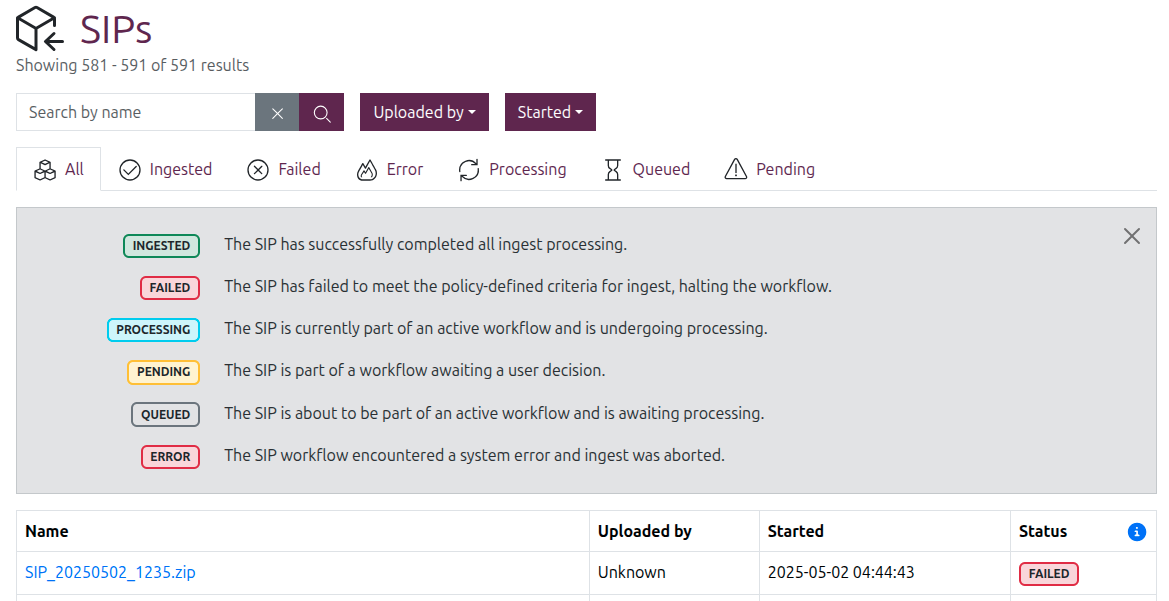 SIPs
Showing 581 - 591 of 591 results
Search by name Uploaded by Started
All Ingested Failed Error Processing Queued Pending
INGESTED The SIP has successfully completed all ingest processing.
FAILED The SIP has failed to meet the policy-defined criteria for ingest, halting the workflow.
PROCESSING The SIP is currently part of an active workflow and is undergoing processing.
PENDING The SIP is part of a workflow awaiting a user decision.
QUEUED The SIP is about to be part of an active workflow and is awaiting processing.
ERROR The SIP workflow encountered a system error and ingest was aborted.
Name Uploaded by Started Status
SIP_20250502_1235.zip Unknown 2025-05-02 04:44:43 FAILED